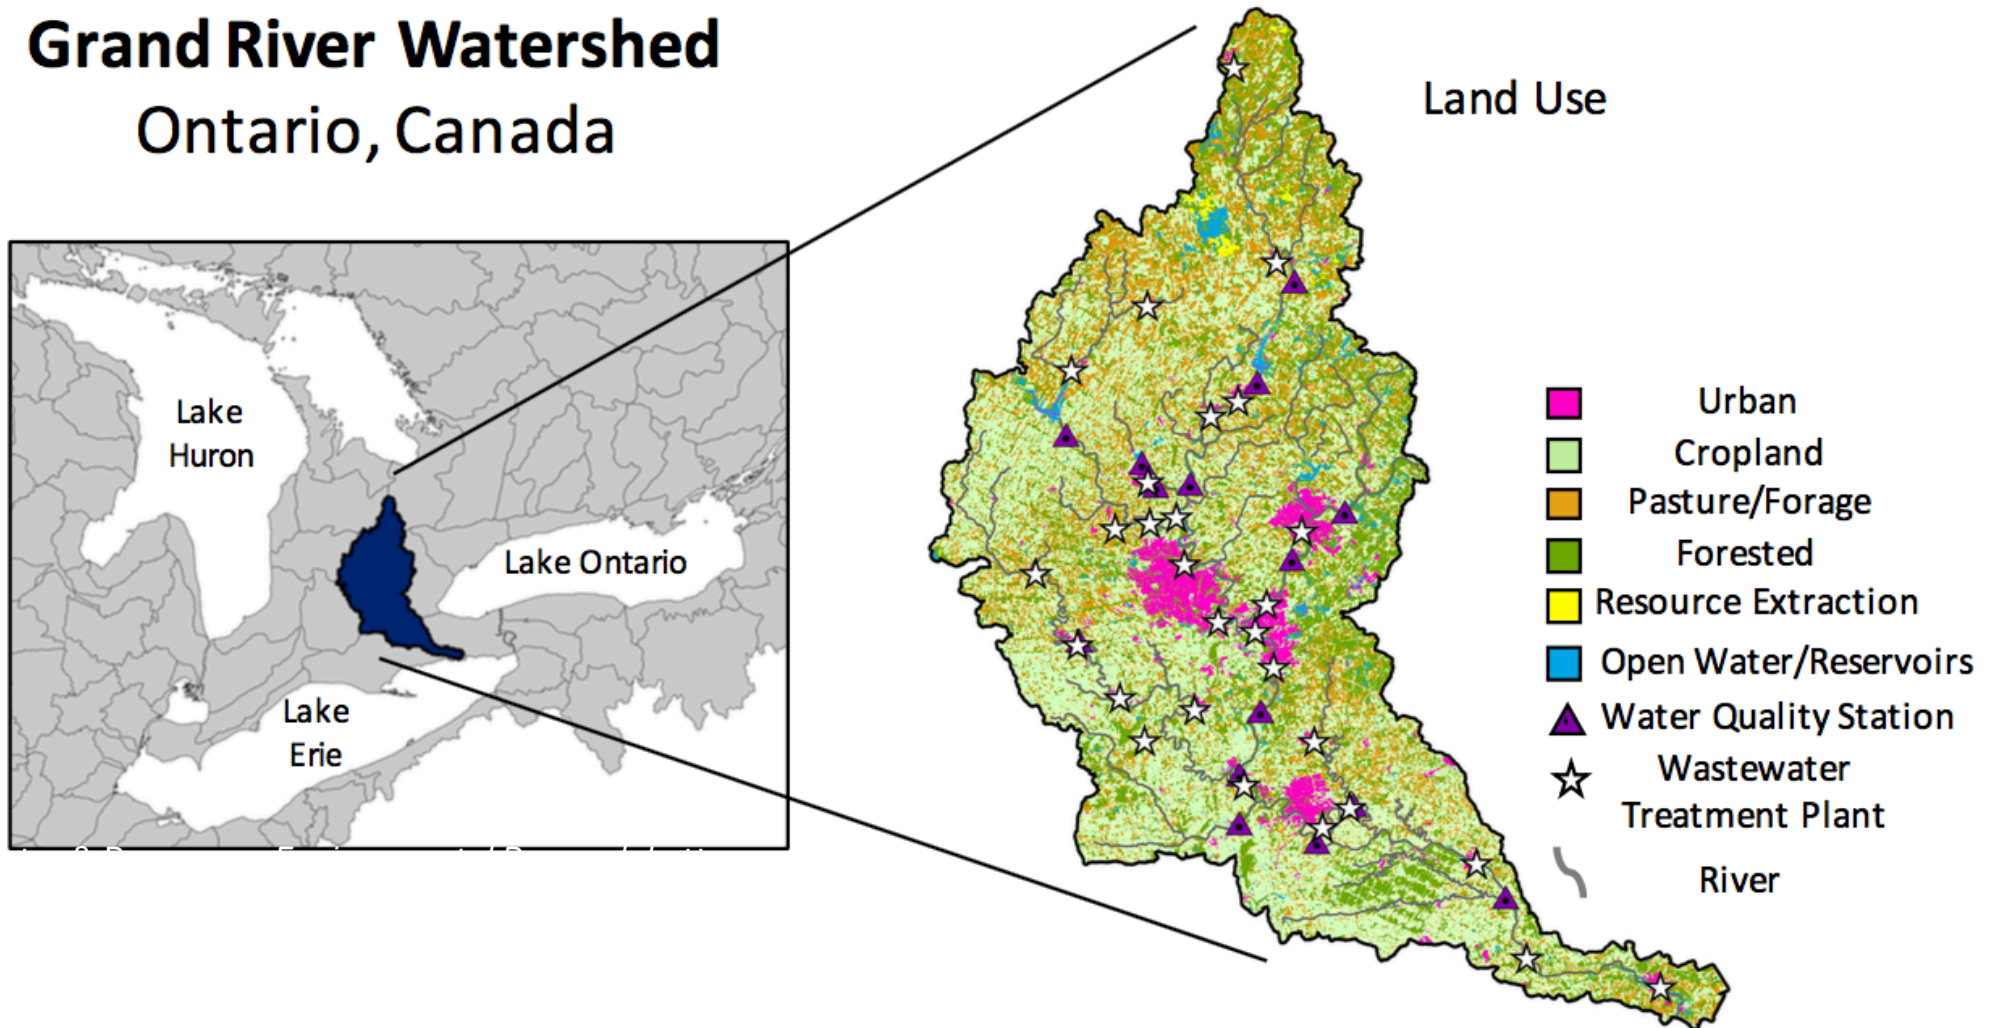 Grand River Watershed
Ontario, Canada
Land Use
Lake
Huron
Lake Ontario
Lake
Erie
Urban
Cropland
Pasture/Forage
Forested
Resource Extraction
Open Water/Reservoirs
Water Quality Station
Wastewater
Treatment Plant
River